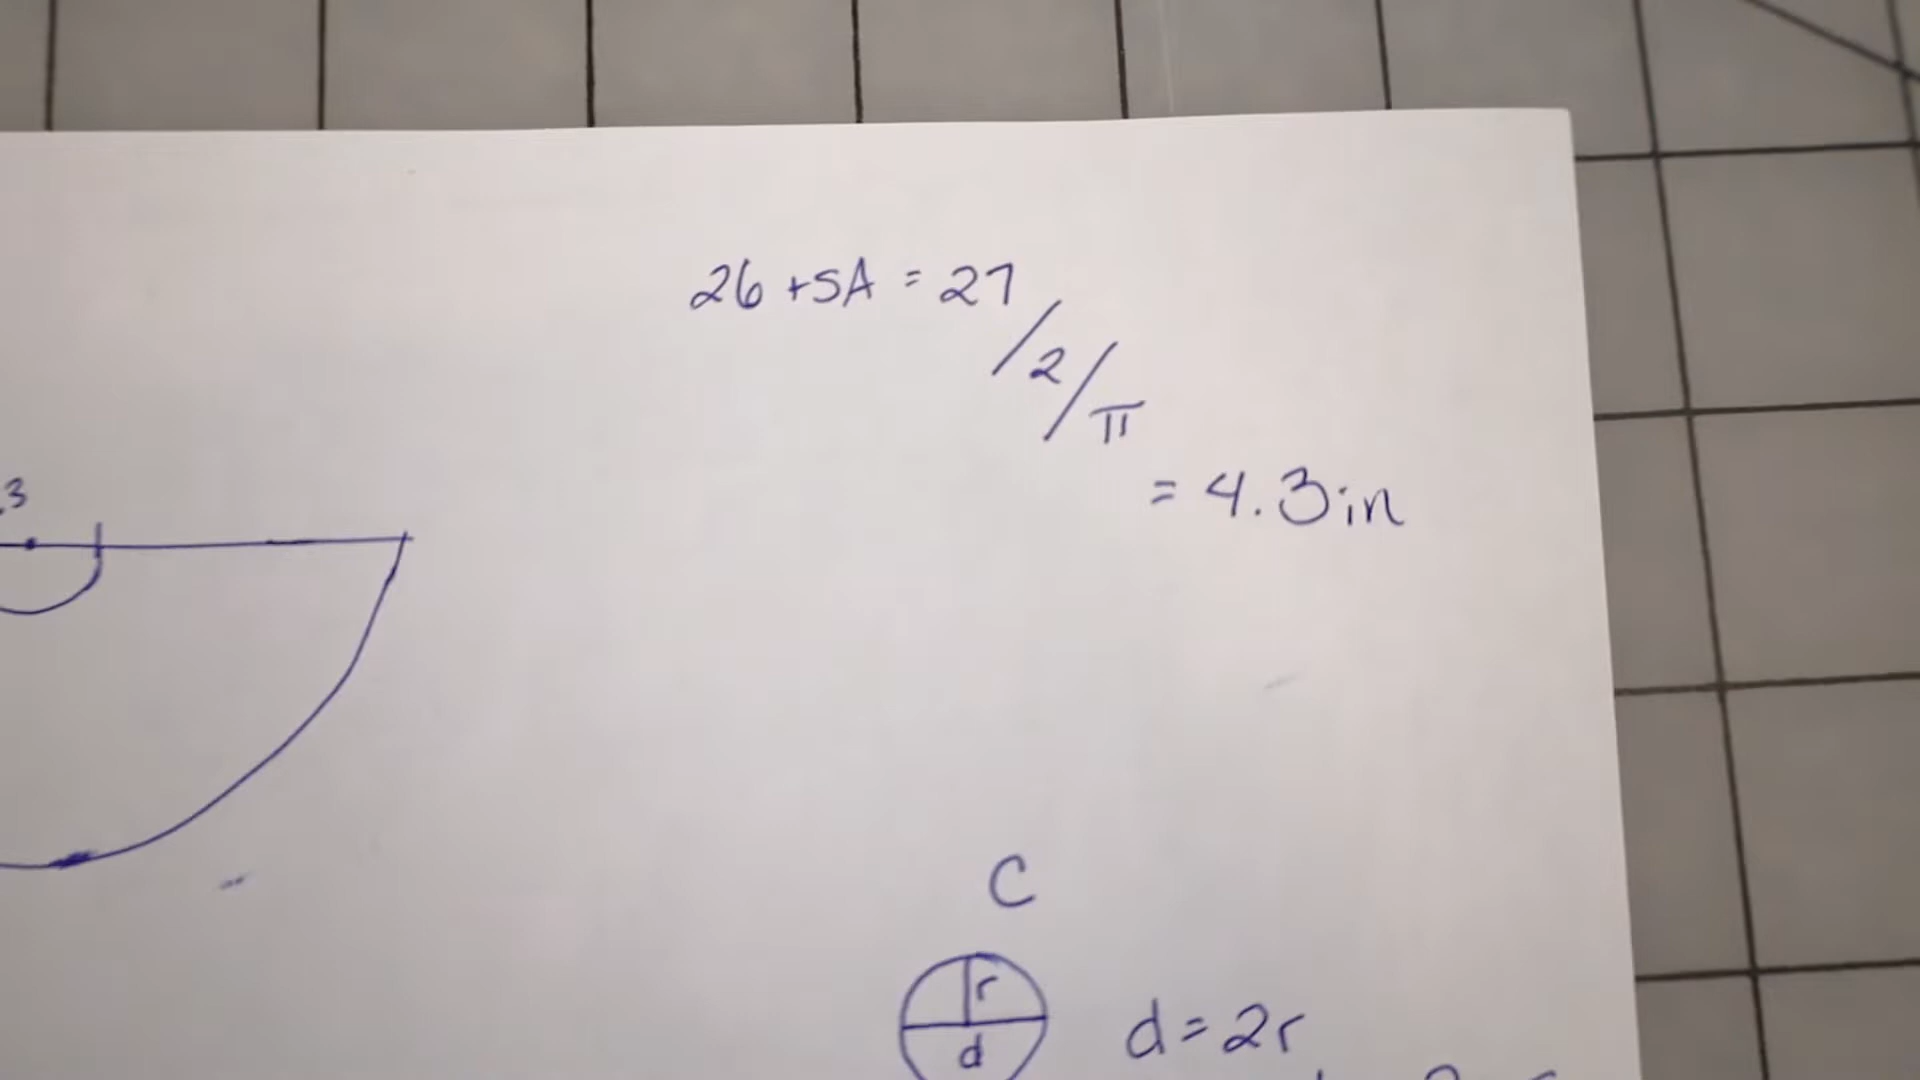 26 + SA = 27
/2/π
= 4.3in
.3
C
r
d
d = 2r